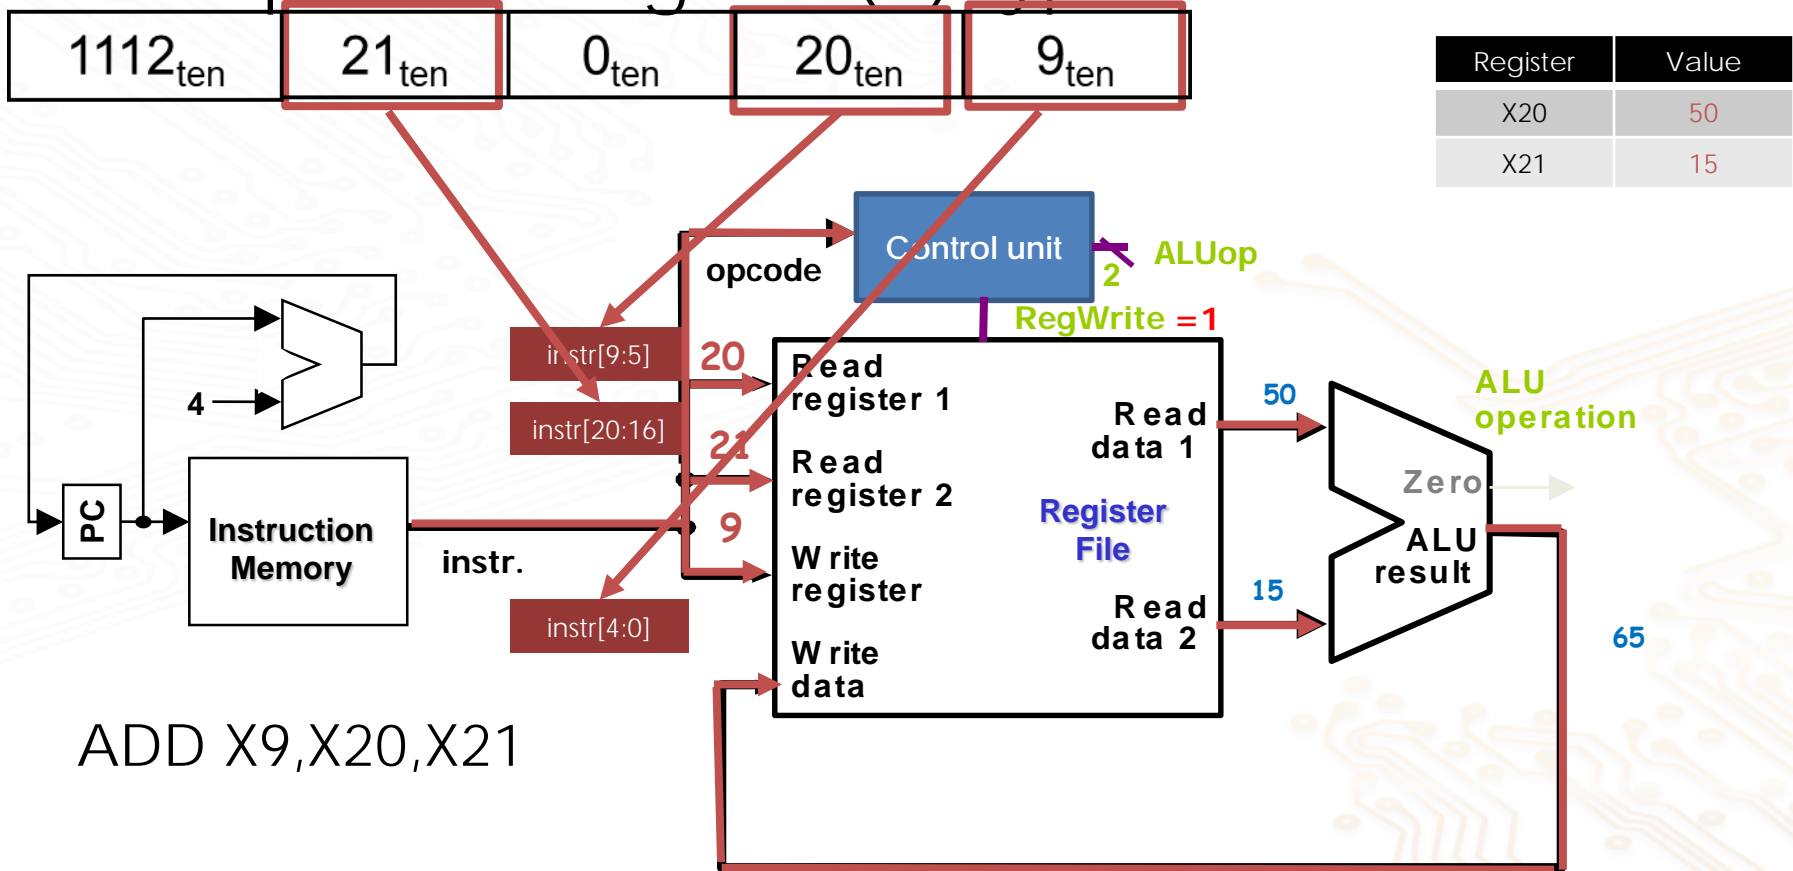 1112ten 21ten 0ten 20ten 9ten
Register Value
X20 50
X21 15
Control unit
ALUop
2
opcode
RegWrite =1
instr[9:5]
20
Read
register 1
4
instr[20:16]
21
Read
register 2
Read
data 1
50
ALU
operation
Zero
PC
Instruction
Memory
instr.
9
Write
register
Register
File
ALU
result
instr[4:0]
Write
data
Read
data 2
15
65
ADD X9,X20,X21